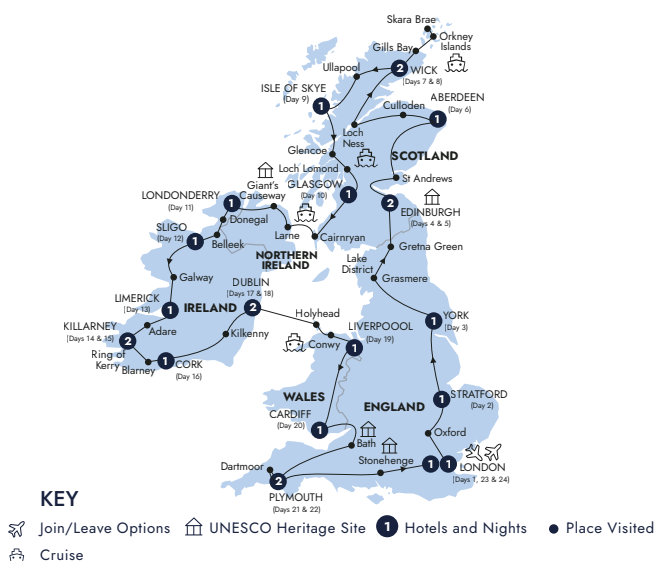 Skara Brae
Orkney
Islands
Gills Bay
Ullapool
2
WICK
(Days 7 & 8)
ISLE OF SKYE
(Day 9)
1
ABERDEEN
(Day 6)
1
Culloden
Loch
Ness
Glencoe
SCOTLAND
Loch Lomond
St Andrews
GLASGOW
(Day 10)
1
Giant's
Causeway
LONDONDERRY
(Day 11)
1
2
EDINBURGH
(Days 4 & 5)
Donegal
SLIGO
(Day 12)
1
Belleek
Larne
Cairnryan
Gretna Green
NORTHERN
IRELAND
Lake
District
Grasmere
Galway
DUBLIN
(Days 17 & 18)
2
LIMERICK
(Day 13)
1
IRELAND
Holyhead
YORK
(Day 3)
1
KILLARNEY
(Days 14 & 15)
2
Adare
Kilkenny
LIVERPOOOL
(Day 19)
1
Conwy
Ring of
Kerry
Blarney
1
CORK
(Day 16)
WALES
ENGLAND
STRATFORD
(Day 2)
1
CARDIFF
(Day 20)
1
Bath
Oxford
Stonehenge
1
1
LONDON
(Days 1, 23 & 24)
Dartmoor
2
PLYMOUTH
(Days 21 & 22)
KEY
Join/Leave Options
UNESCO Heritage Site
1
Hotels and Nights
Place Visited
Cruise